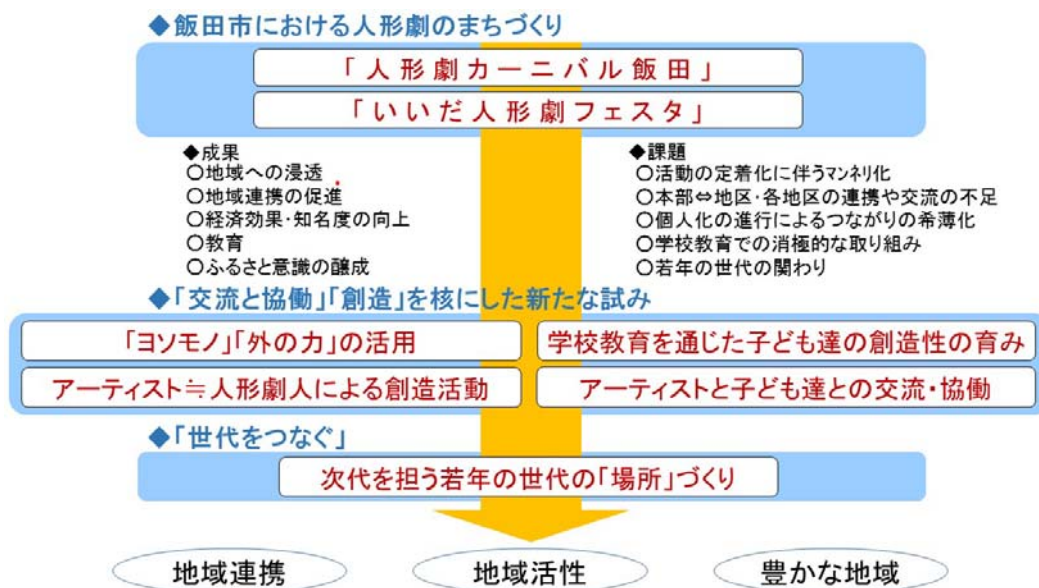 ◆飯田市における人形劇のまちづくり
「人形劇カーニバル飯田」
「いいだ人形劇フェスタ」
◆成果
○地域への浸透
○地域連携の促進
○経済効果・知名度の向上
○教育
○ふるさと意識の醸成
◆課題
○活動の定着化に伴うマンネリ化
○本部⇔地区・各地区の連携や交流の不足
○個人化の進行によるつながりの希薄化
○学校教育での消極的な取り組み
○若年の世代の関わり
◆「交流と協働」「創造」を核にした新たな試み
「ヨソモノ」「外の力」の活用
学校教育を通じた子ども達の創造性の育み
アーティスト≒人形劇人による創造活動
アーティストと子ども達との交流・協働
◆「世代をつなぐ」
次代を担う若年の世代の「場所」づくり
地域連携
地域活性
豊かな地域